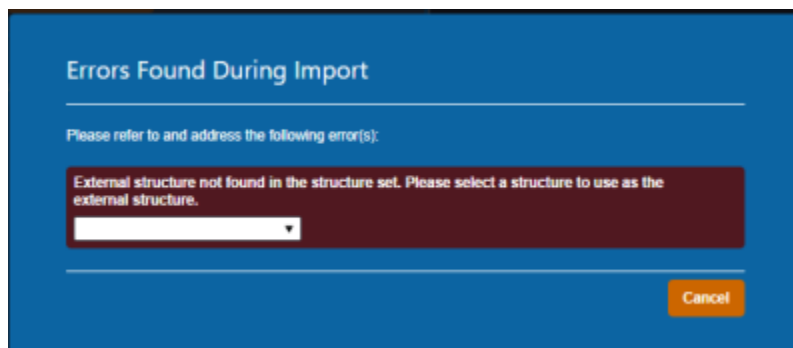 Errors Found During Import
Please refer to and address the following error(s):
External structure not found in the structure set. Please select a structure to use as the
external structure.
Cancel